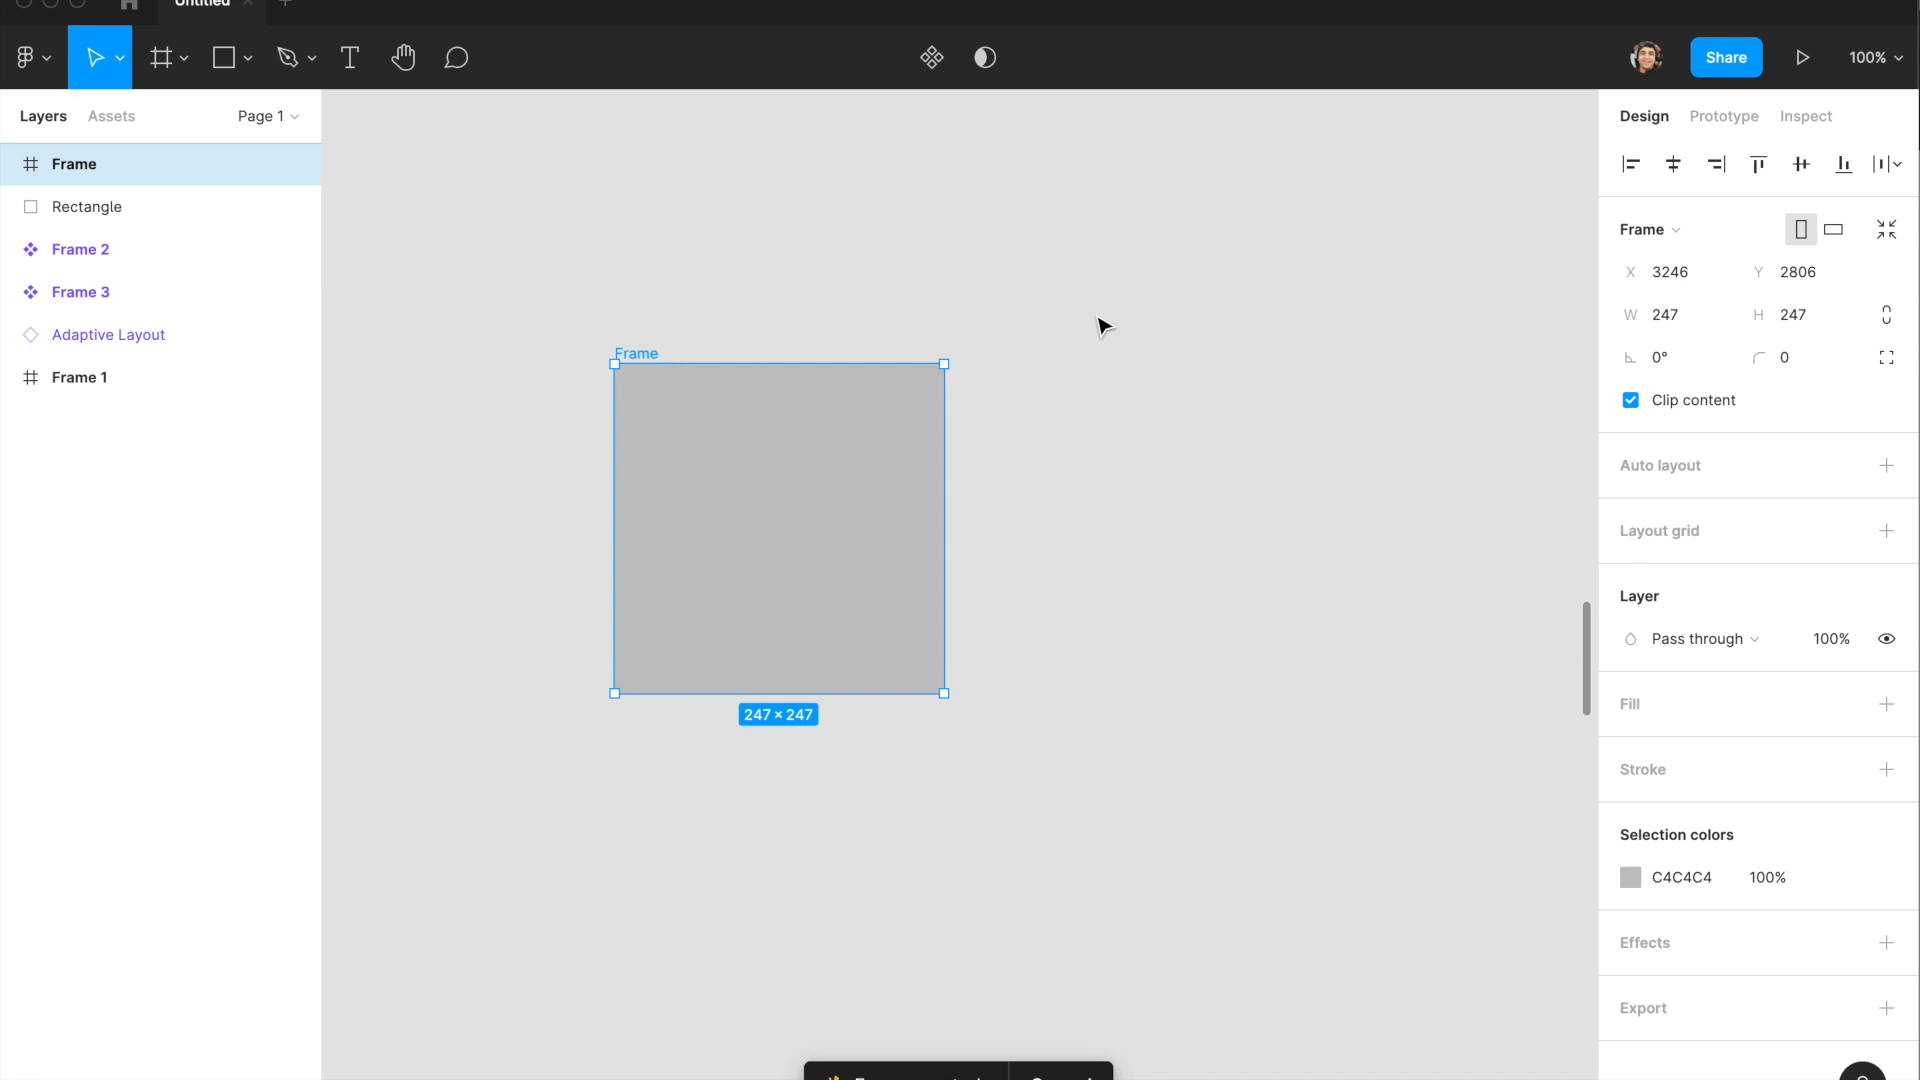 Untitled
Share
100%
Layers
Assets
Page 1
Frame
Rectangle
Frame 2
Frame 3
Adaptive Layout
Frame 1
Frame
247 × 247
Design
Prototype
Inspect
Frame
X 3246
Y 2806
W 247
H 247
0°
0
Clip content
Auto layout
Layout grid
Layer
Pass through
100%
Fill
Stroke
Selection colors
C4C4C4
100%
Effects
Export